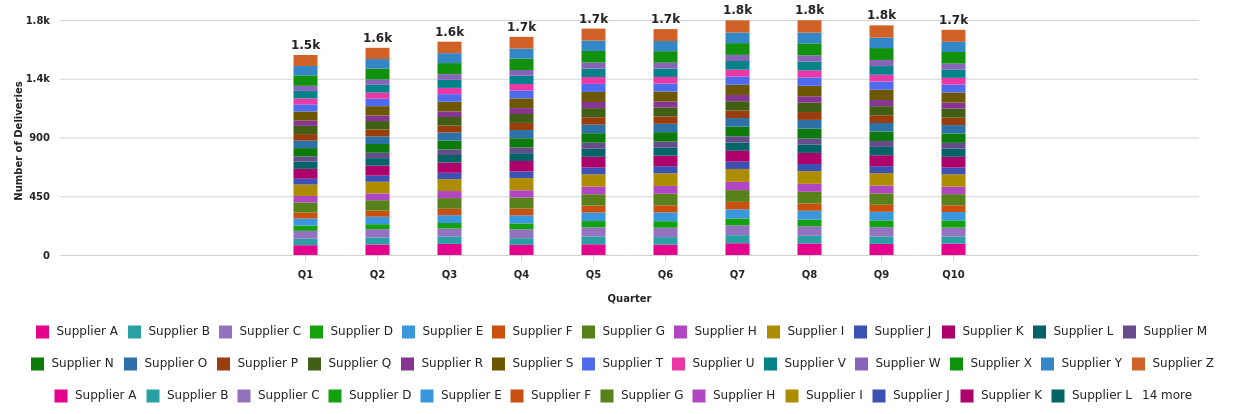 1.8k
1.4k
900
450
0
Number of Deliveries
1.5k 1.6k 1.6k 1.7k 1.7k 1.7k 1.8k 1.8k 1.8k 1.7k
Q1 Q2 Q3 Q4 Q5 Q6 Q7 Q8 Q9 Q10
Quarter
Supplier A Supplier B Supplier C Supplier D Supplier E Supplier F Supplier G Supplier H Supplier I Supplier J Supplier K Supplier L Supplier M
Supplier N Supplier O Supplier P Supplier Q Supplier R Supplier S Supplier T Supplier U Supplier V Supplier W Supplier X Supplier Y Supplier Z
Supplier A Supplier B Supplier C Supplier D Supplier E Supplier F Supplier G Supplier H Supplier I Supplier J Supplier K Supplier L 14 more